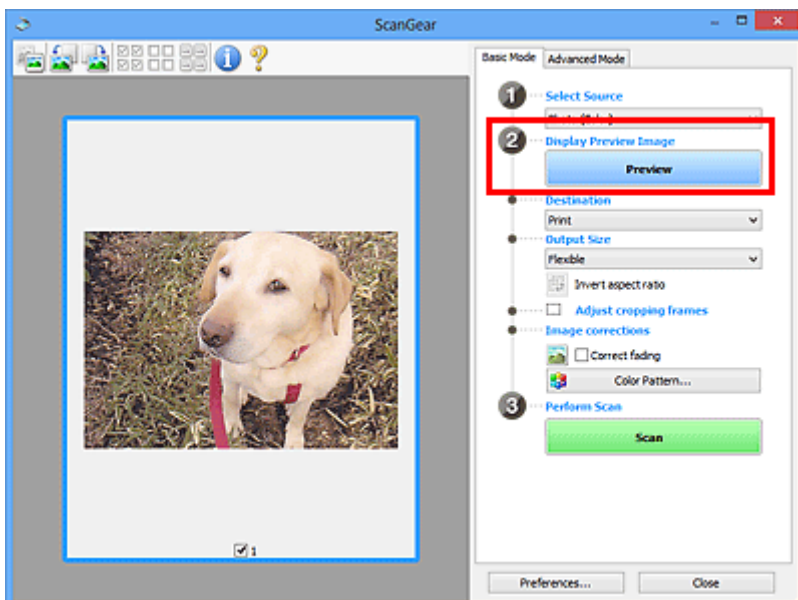 ScanGear
Basic Mode
Advanced Mode
1
Select Source
2
Display Preview Image
Preview
Destination
Print
Output Size
Flexible
Invert aspect ratio
Adjust cropping frames
Image corrections
Correct fading
Color Pattern...
3
Perform Scan
Scan
1
Preferences...
Close